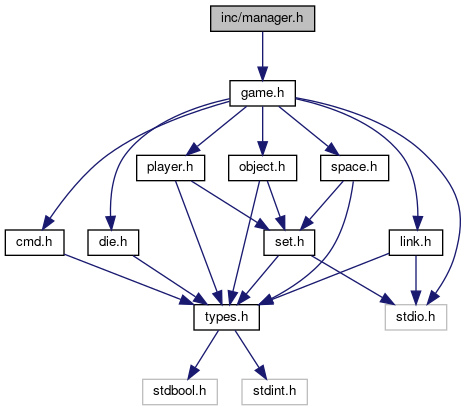 inc/manager.h
game.h
player.h
object.h
space.h
cmd.h
die.h
set.h
link.h
types.h
stdio.h
stdbool.h
stdint.h